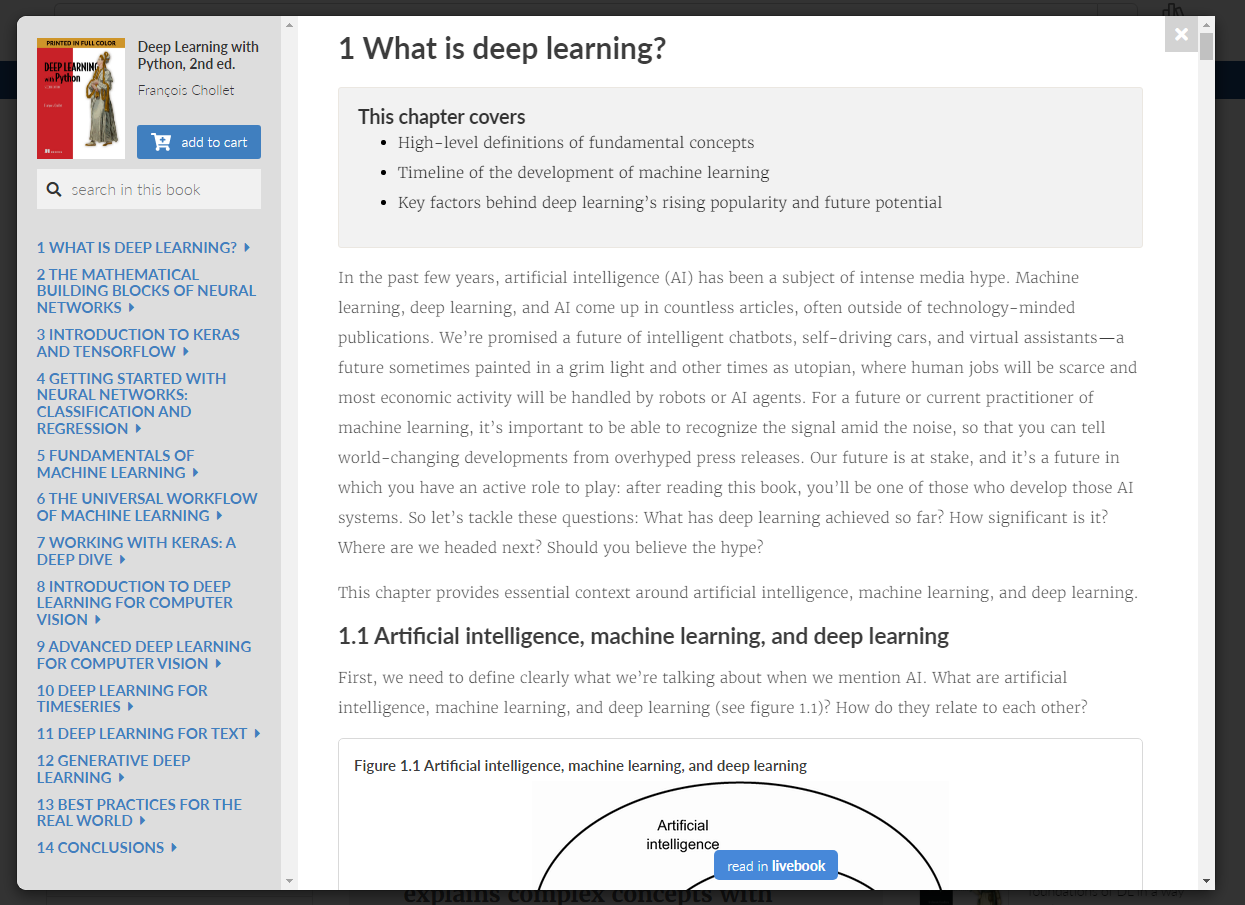 PRINTED IN FULL COLOR
DEEP LEARNING
with Python
Deep Learning with
Python, 2nd ed.
François Chollet
add to cart
search in this book
1 WHAT IS DEEP LEARNING?
2 THE MATHEMATICAL
BUILDING BLOCKS OF NEURAL
NETWORKS
3 INTRODUCTION TO KERAS
AND TENSORFLOW
4 GETTING STARTED WITH
NEURAL NETWORKS:
CLASSIFICATION AND
REGRESSION
5 FUNDAMENTALS OF
MACHINE LEARNING
6 THE UNIVERSAL WORKFLOW
OF MACHINE LEARNING
7 WORKING WITH KERAS: A
DEEP DIVE
8 INTRODUCTION TO DEEP
LEARNING FOR COMPUTER
VISION
9 ADVANCED DEEP LEARNING
FOR COMPUTER VISION
10 DEEP LEARNING FOR
TIMESERIES
11 DEEP LEARNING FOR TEXT
12 GENERATIVE DEEP
LEARNING
13 BEST PRACTICES FOR THE
REAL WORLD
14 CONCLUSIONS
1 What is deep learning?
This chapter covers
• High-level definitions of fundamental concepts
• Timeline of the development of machine learning
• Key factors behind deep learning’s rising popularity and future potential
In the past few years, artificial intelligence (AI) has been a subject of intense media hype. Machine
learning, deep learning, and AI come up in countless articles, often outside of technology-minded
publications. We’re promised a future of intelligent chatbots, self-driving cars, and virtual assistants—a
future sometimes painted in a grim light and other times as utopian, where human jobs will be scarce and
most economic activity will be handled by robots or AI agents. For a future or current practitioner of
machine learning, it’s important to be able to recognize the signal amid the noise, so that you can tell
world-changing developments from overhyped press releases. Our future is at stake, and it’s a future in
which you have an active role to play: after reading this book, you’ll be one of those who develop those AI
systems. So let’s tackle these questions: What has deep learning achieved so far? How significant is it?
Where are we headed next? Should you believe the hype?
This chapter provides essential context around artificial intelligence, machine learning, and deep learning.
1.1 Artificial intelligence, machine learning, and deep learning
First, we need to define clearly what we’re talking about when we mention AI. What are artificial
intelligence, machine learning, and deep learning (see figure 1.1)? How do they relate to each other?
Figure 1.1 Artificial intelligence, machine learning, and deep learning
Artificial
intelligence
read in livebook
explains complex concepts with